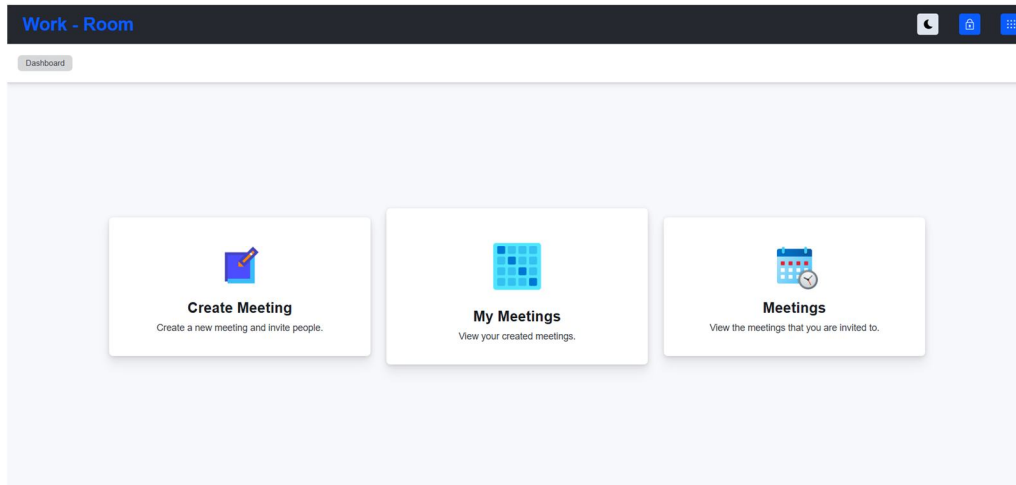 Work - Room
Dashboard
Create Meeting
Create a new meeting and invite people.
My Meetings
View your created meetings.
Meetings
View the meetings that you are invited to.